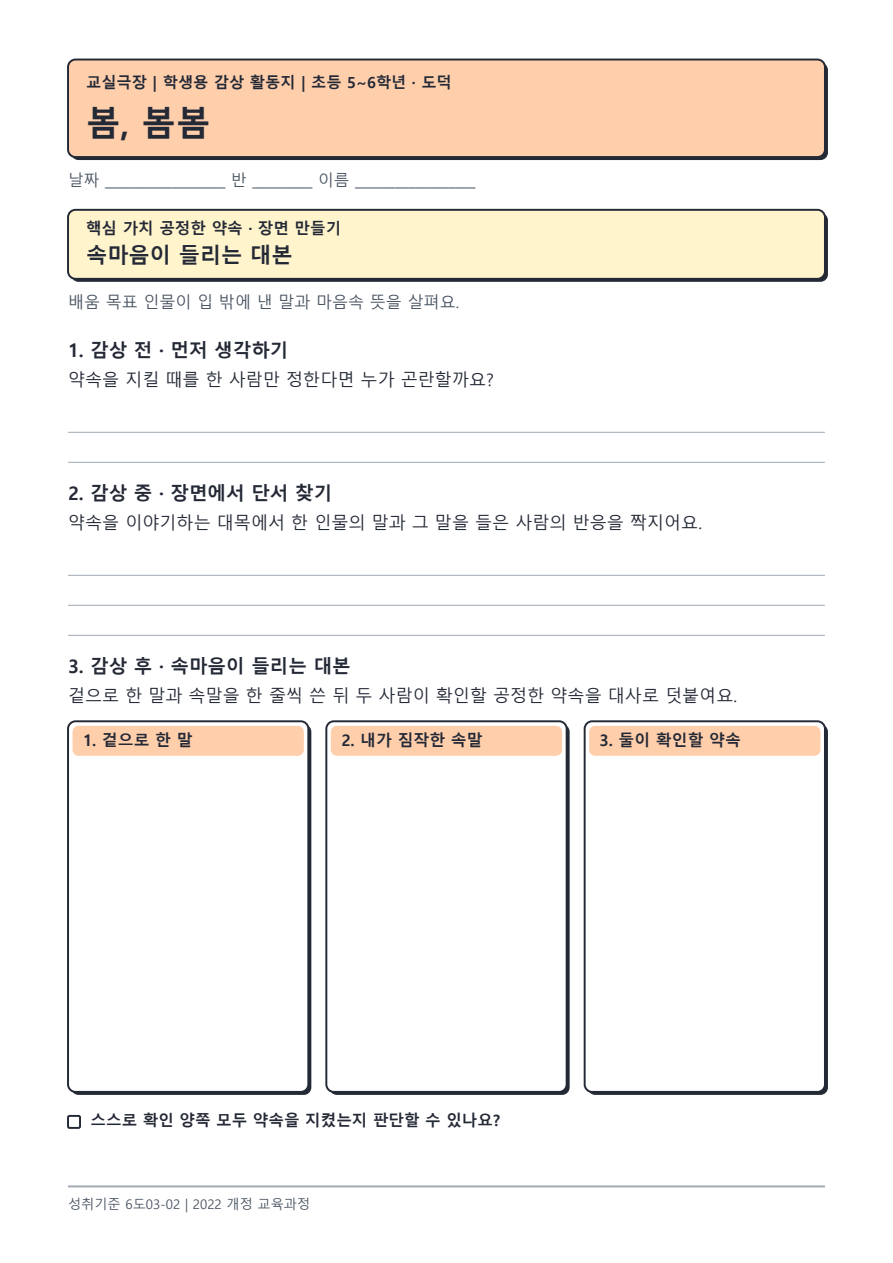 교실극장 | 학생용 감상 활동지 | 초등 5~6학년 · 도덕
봄, 봄봄
날짜 ________________ 반 ________ 이름 ________________
핵심 가치 공정한 약속 · 장면 만들기
속마음이 들리는 대본
배움 목표 인물이 입 밖에 낸 말과 마음속 뜻을 살펴요.
1. 감상 전 · 먼저 생각하기
약속을 지킬 때를 한 사람만 정한다면 누가 곤란할까요?
2. 감상 중 · 장면에서 단서 찾기
약속을 이야기하는 대목에서 한 인물의 말과 그 말을 들은 사람의 반응을 짝지어요.
3. 감상 후 · 속마음이 들리는 대본
겉으로 한 말과 속말을 한 줄씩 쓴 뒤 두 사람이 확인할 공정한 약속을 대사로 덧붙여요.
1. 겉으로 한 말
2. 내가 짐작한 속말
3. 둘이 확인할 약속
스스로 확인 양쪽 모두 약속을 지켰는지 판단할 수 있나요?
성취기준 6도03-02 | 2022 개정 교육과정